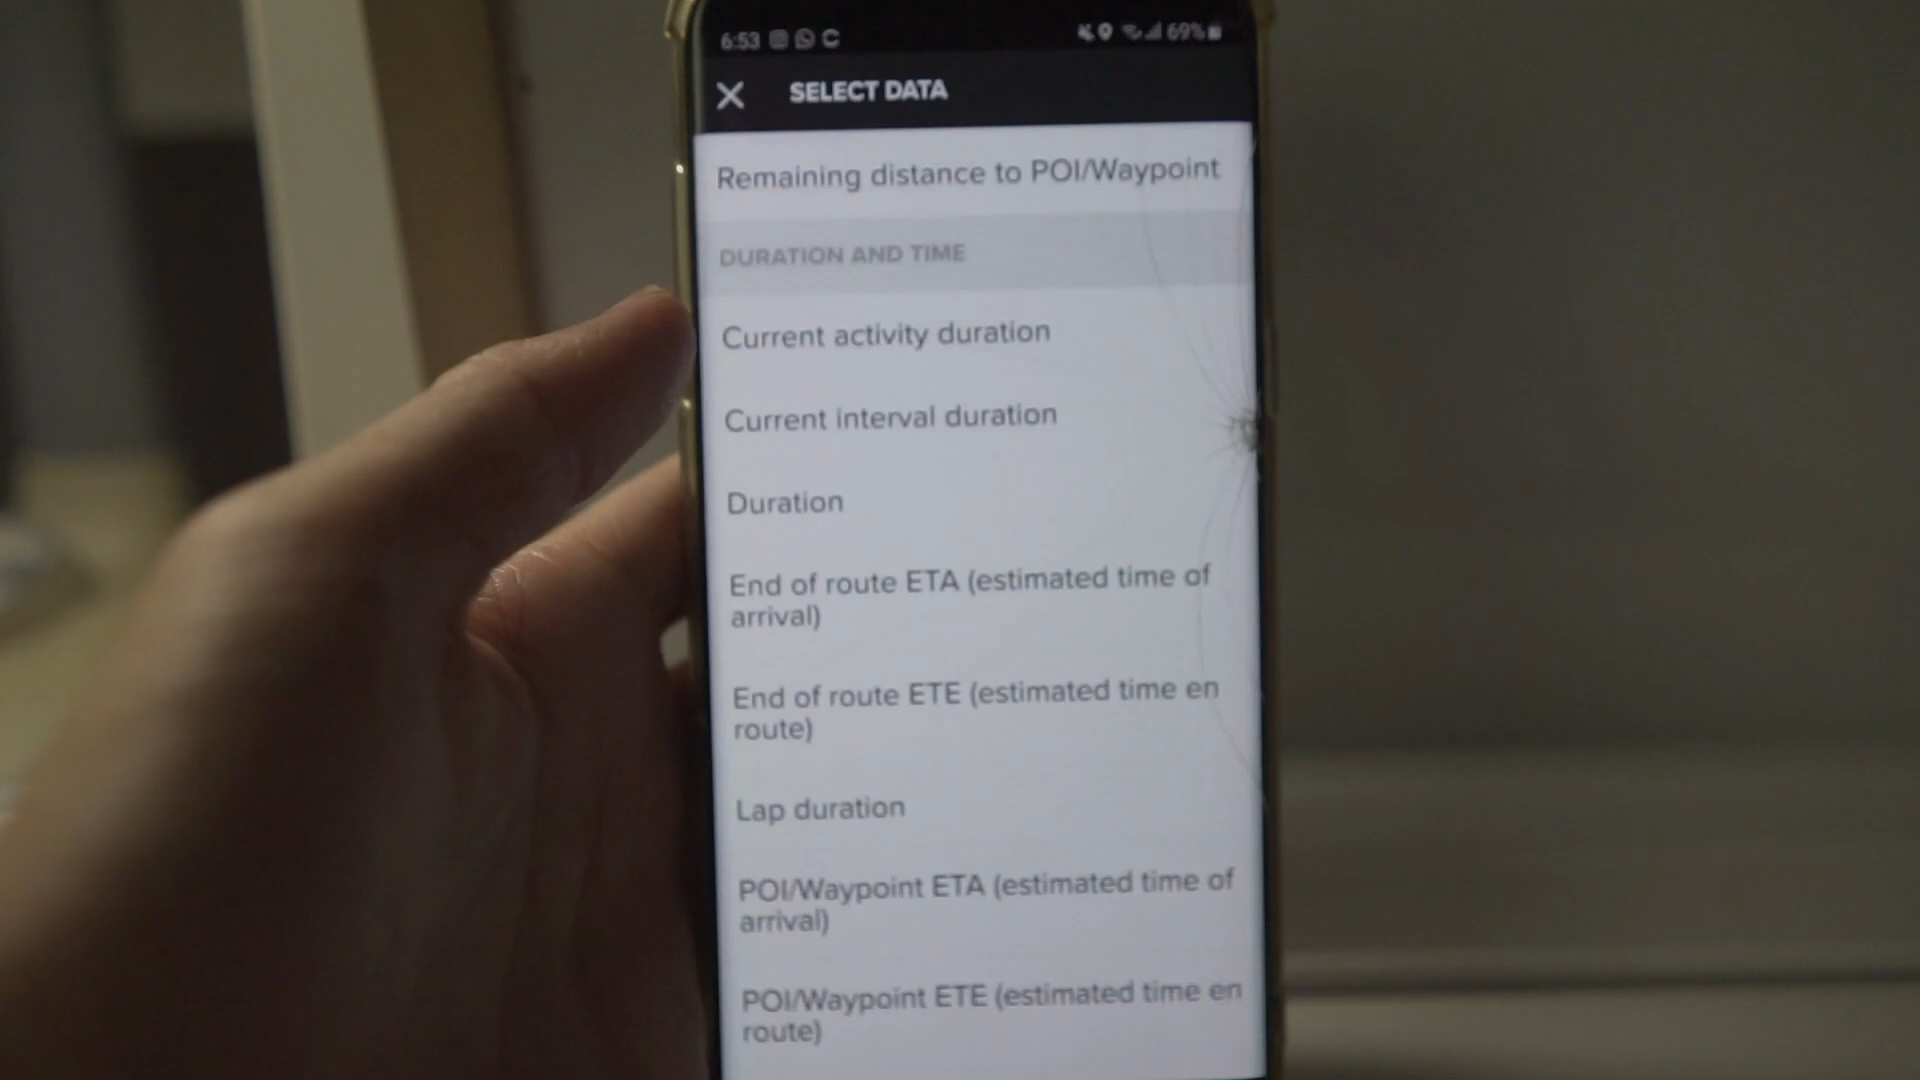 6:53 69%
SELECT DATA
Remaining distance to POI/Waypoint
DURATION AND TIME
Current activity duration
Current interval duration
Duration
End of route ETA (estimated time of
arrival)
End of route ETE (estimated time en
route)
Lap duration
POI/Waypoint ETA (estimated time of
arrival)
POI/Waypoint ETE (estimated time en
route)